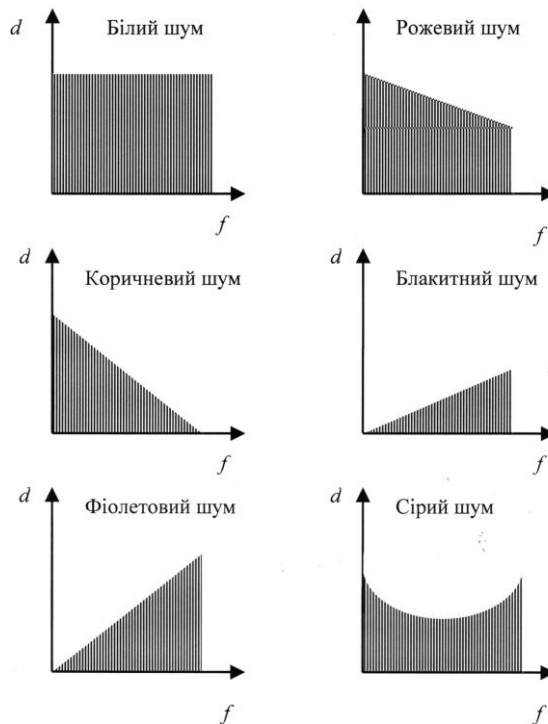 d Білий шум
f
Рожевий шум
f
d Коричневий шум
f
d Блакитний шум
f
d Фіолетовий шум
f
d Сірий шум
f